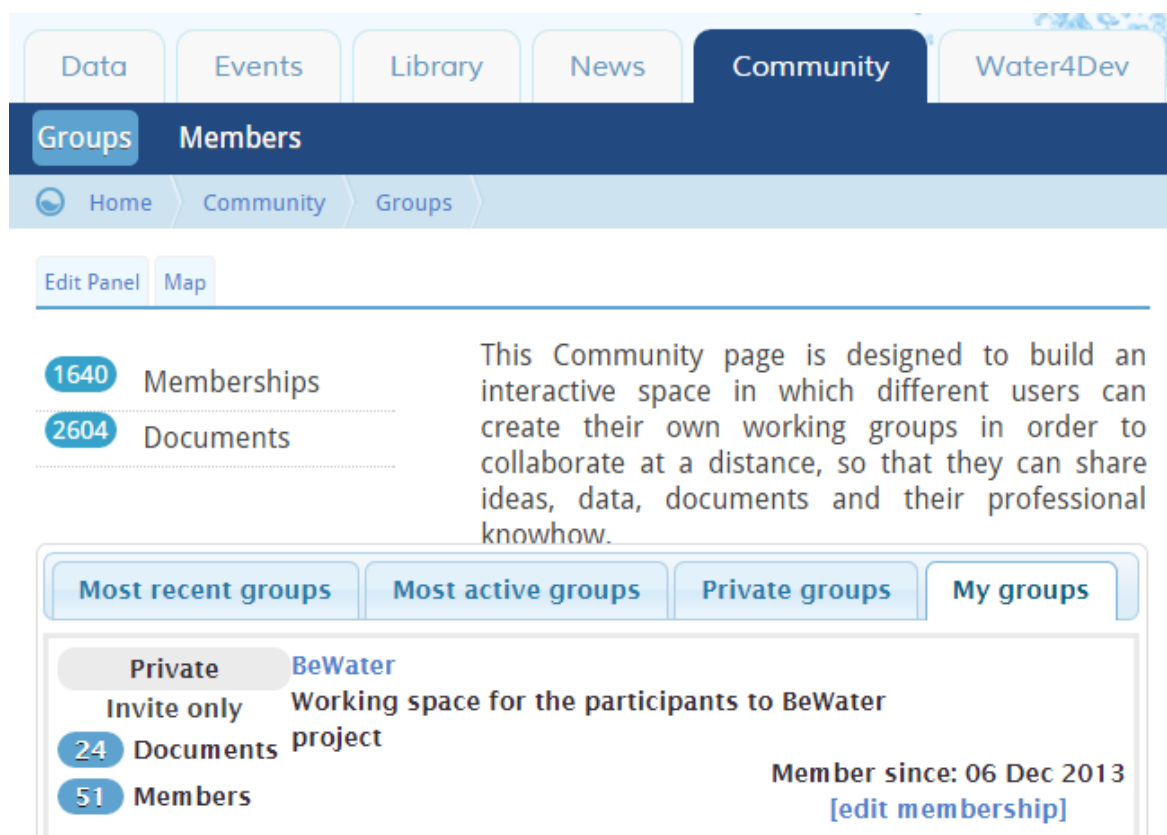 Data Events Library News Community Water4Dev
Groups Members
Home Community Groups
Edit Panel Map
1640 Memberships
2604 Documents
This Community page is designed to build an
interactive space in which different users can
create their own working groups in order to
collaborate at a distance, so that they can share
ideas, data, documents and their professional
knowhow.
Most recent groups Most active groups Private groups My groups
Private
Invite only
24 Documents
51 Members
BeWater
Working space for the participants to BeWater
project
Member since: 06 Dec 2013
[edit membership]